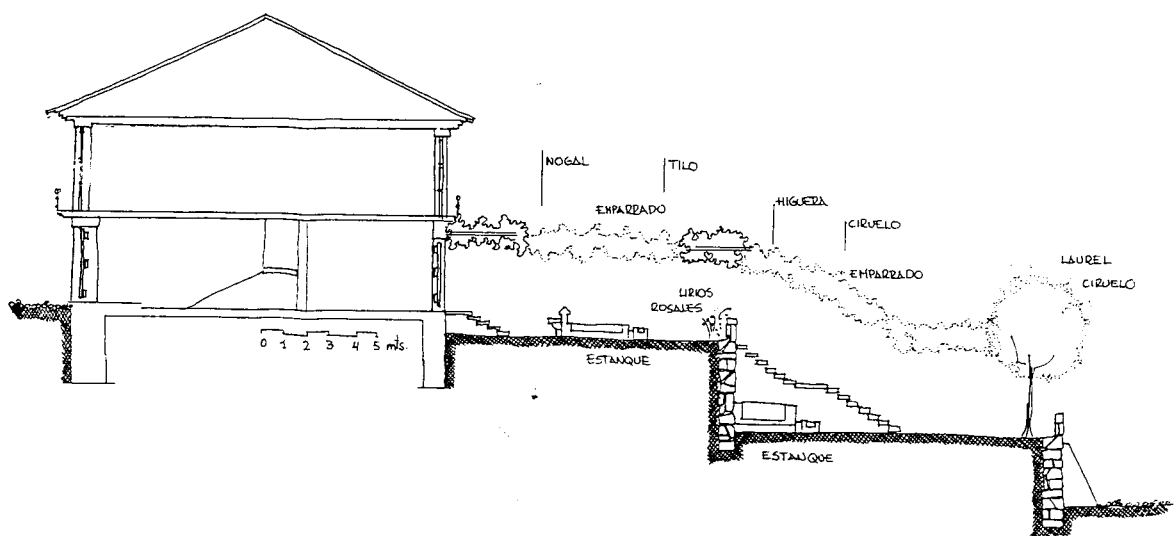 NOGAL
TILO
EMPARRADO
HIGUERA
CIRUELO
EMPARRADO
LAUREL
CIRUELO
LIRIOS
ROSALES
0 1 2 3 4 5 mts.
ESTANQUE
ESTANQUE